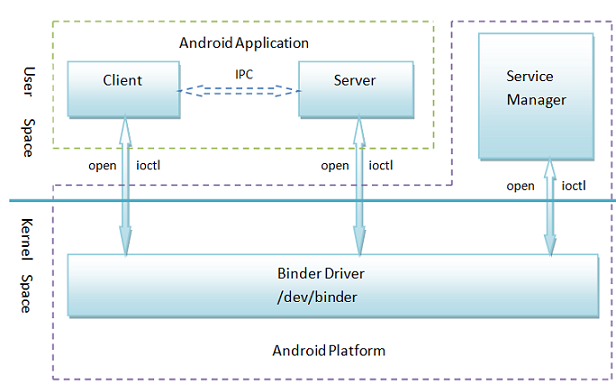 Android Application
Client
IPC
Server
Service
Manager
User Space
open ioctl
open ioctl
open ioctl
Kernel Space
Binder Driver
/dev/binder
Android Platform